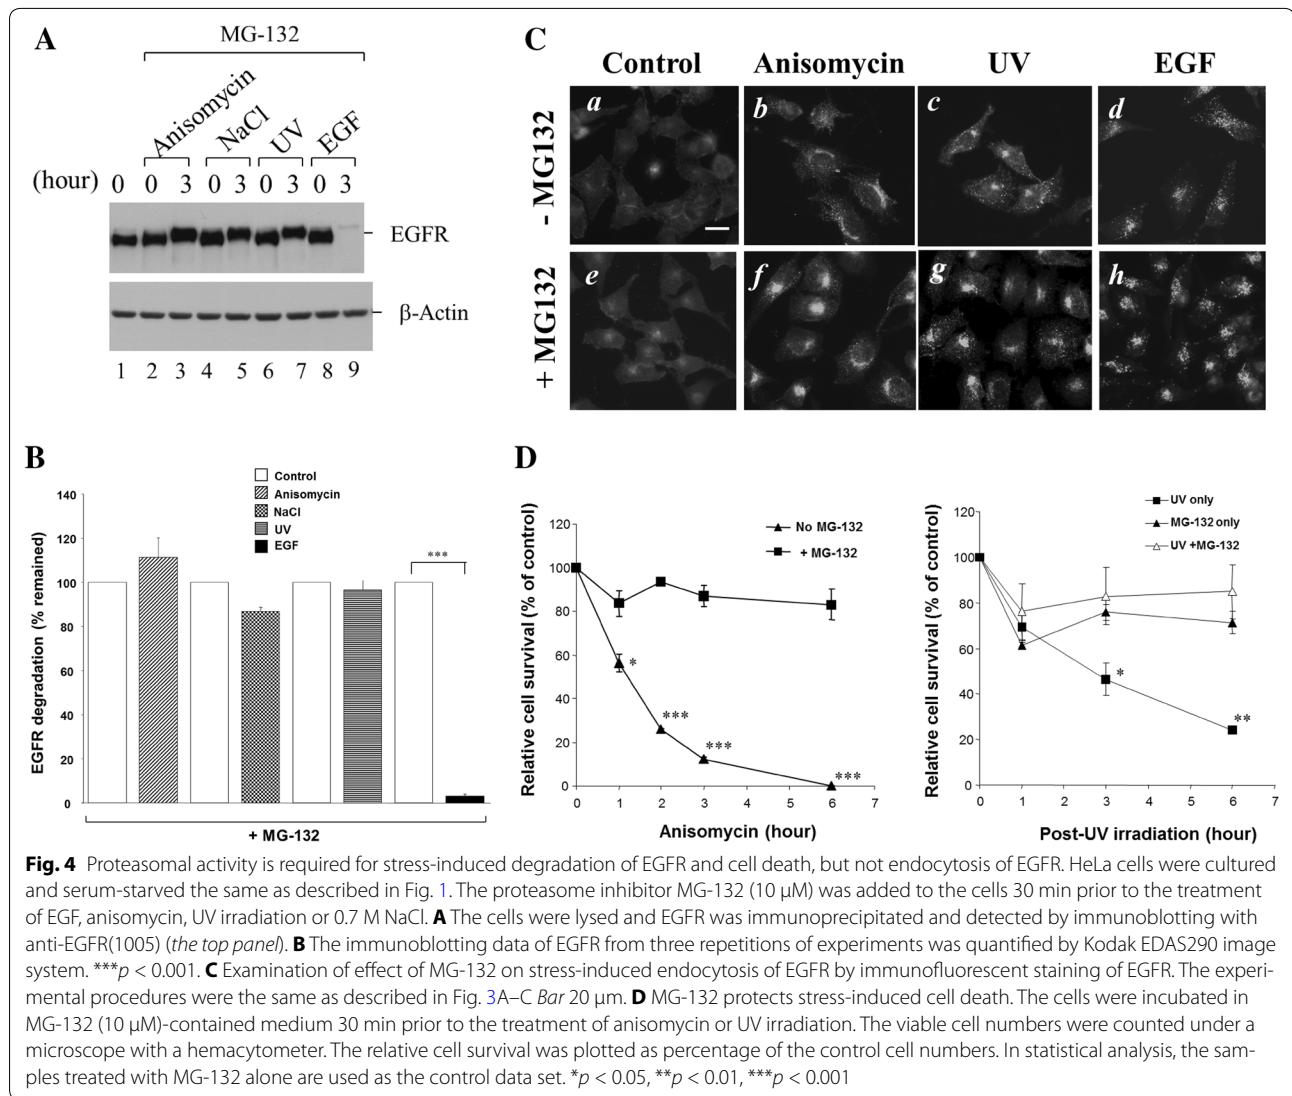 A
MG-132
Anisomycin NaCl UV EGF
(hour) 0 0 3 0 3 0 3 0 3
EGFR
β-Actin
1 2 3 4 5 6 7 8 9
C
Control Anisomycin UV EGF
- MG132
a b c d
+ MG132
e f g h
B
Control
Anisomycin
NaCl
UV
EGF
EGFR degradation (% remained)
140
120
100
80
60
40
20
0
***
+ MG-132
D
Relative cell survival (% of control)
120
100
80
60
40
20
0
No MG-132
+ MG-132
*
***
***
***
0 1 2 3 4 5 6 7
Anisomycin (hour)
Relative cell survival (% of control)
120
100
80
60
40
20
0
UV only
MG-132 only
UV +MG-132
*
**
0 1 2 3 4 5 6 7
Post-UV irradiation (hour)
Fig. 4 Proteasomal activity is required for stress-induced degradation of EGFR and cell death, but not endocytosis of EGFR. HeLa cells were cultured
and serum-starved the same as described in Fig. 1. The proteasome inhibitor MG-132 (10 µM) was added to the cells 30 min prior to the treatment
of EGF, anisomycin, UV irradiation or 0.7 M NaCl. A The cells were lysed and EGFR was immunoprecipitated and detected by immunoblotting with
anti-EGFR(1005) (the top panel). B The immunoblotting data of EGFR from three repetitions of experiments was quantified by Kodak EDAS290 image
system. ***p < 0.001. C Examination of effect of MG-132 on stress-induced endocytosis of EGFR by immunofluorescent staining of EGFR. The experi-
mental procedures were the same as described in Fig. 3A–C Bar 20 µm. D MG-132 protects stress-induced cell death. The cells were incubated in
MG-132 (10 µM)-contained medium 30 min prior to the treatment of anisomycin or UV irradiation. The viable cell numbers were counted under a
microscope with a hemacytometer. The relative cell survival was plotted as percentage of the control cell numbers. In statistical analysis, the sam-
ples treated with MG-132 alone are used as the control data set. *p < 0.05, **p < 0.01, ***p < 0.001